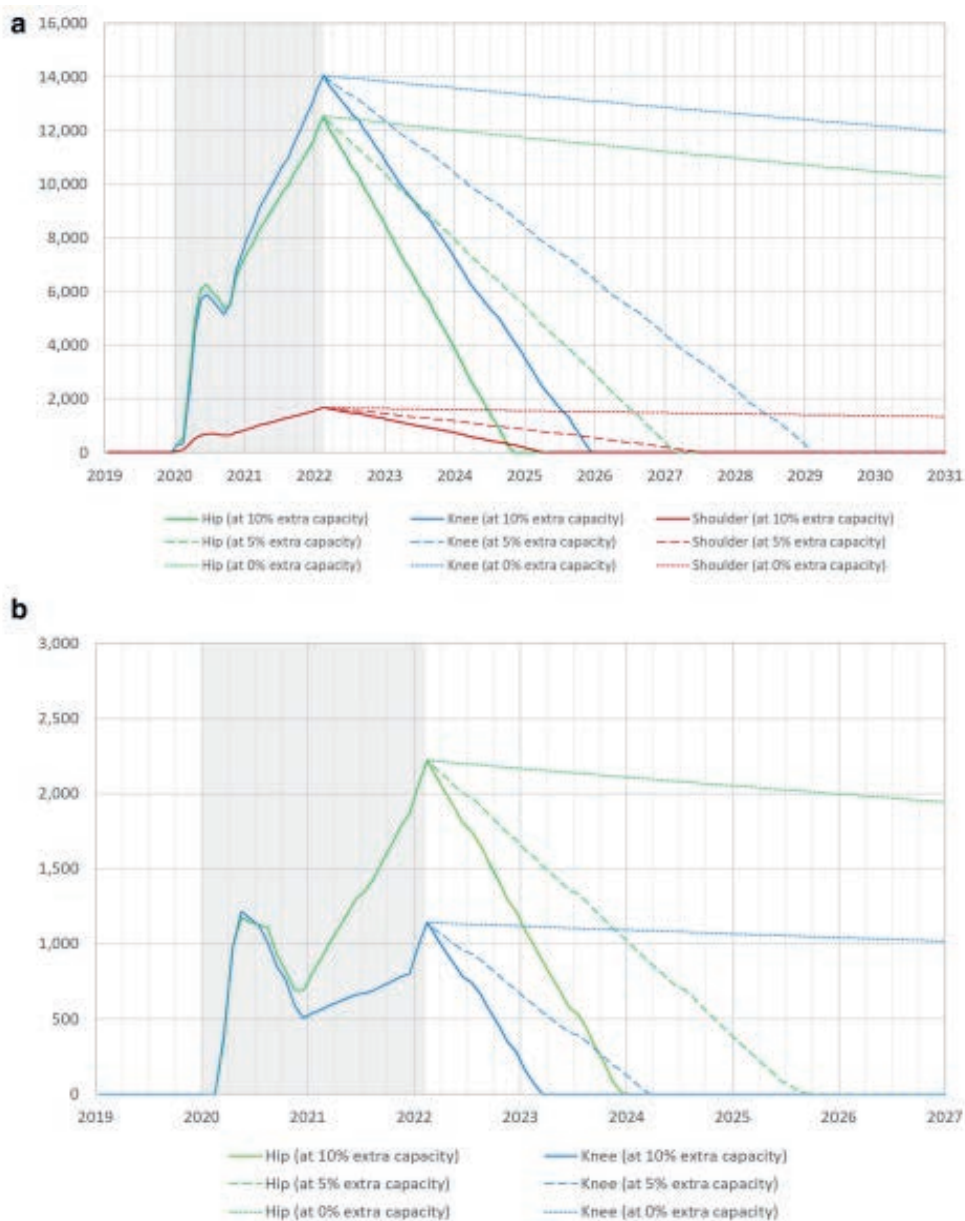 a
16,000
14,000
12,000
10,000
8,000
6,000
4,000
2,000
0
2019 2020 2021 2022 2023 2024 2025 2026 2027 2028 2029 2030 2031
Hip (at 10% extra capacity) Knee (at 10% extra capacity) Shoulder (at 10% extra capacity)
Hip (at 5% extra capacity) Knee (at 5% extra capacity) Shoulder (at 5% extra capacity)
Hip (at 0% extra capacity) Knee (at 0% extra capacity) Shoulder (at 0% extra capacity)
b
3,000
2,500
2,000
1,500
1,000
500
0
2019 2020 2021 2022 2023 2024 2025 2026 2027
Hip (at 10% extra capacity) Knee (at 10% extra capacity)
Hip (at 5% extra capacity) Knee (at 5% extra capacity)
Hip (at 0% extra capacity) Knee (at 0% extra capacity)